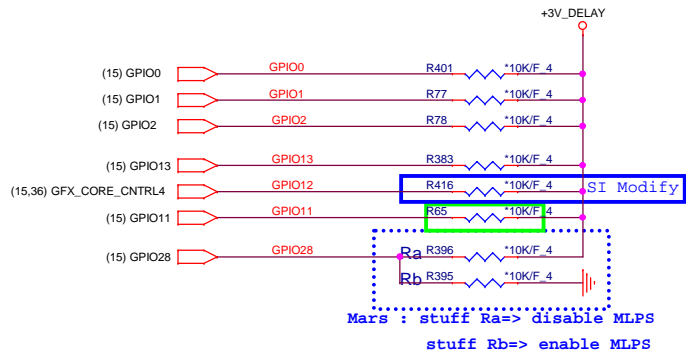 +3V_DELAY
(15) GPIO0 GPIO0 R401 *10K/F_4
(15) GPIO1 GPIO1 R77 *10K/F_4
(15) GPIO2 GPIO2 R78 *10K/F_4
(15) GPIO13 GPIO13 R383 *10K/F_4
(15,36) GFX_CORE_CNTRL4 GPIO12 R416 *10K/F_4 SI Modify
(15) GPIO11 GPIO11 R65 *10K/F_4
(15) GPIO28 GPIO28 Ra R396 *10K/F_4
Rb R395 *10K/F_4
Mars : stuff Ra=> disable MLPS
stuff Rb=> enable MLPS